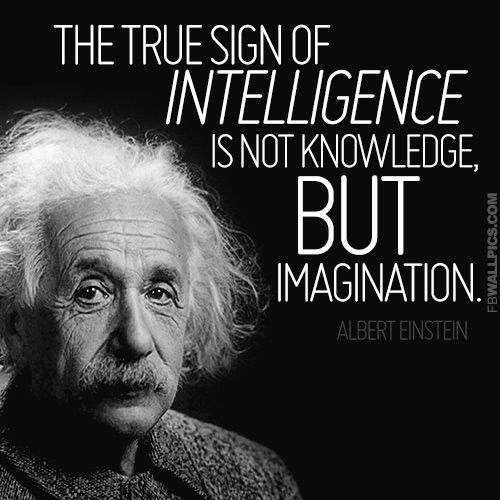 THE TRUE SIGN OF
INTELLIGENCE
IS NOT KNOWLEDGE,
BUT
IMAGINATION.
ALBERT EINSTEIN
FBWALLPICS.COM